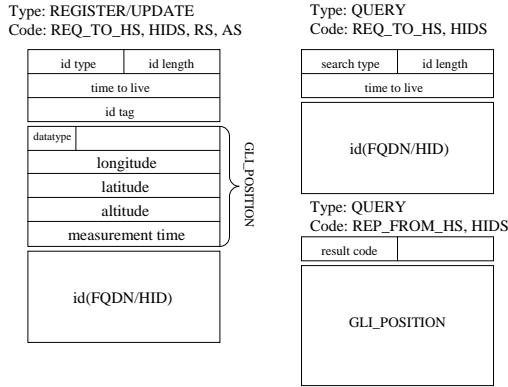 Type: REGISTER/UPDATE
Code: REQ_TO_HS, HIDS, RS, AS
id type id length
time to live
id tag
datatype
longitude
latitude
altitude
measurement time
GLI_POSITION
id(FQDN/HID)
Type: QUERY
Code: REQ_TO_HS, HIDS
search type id length
time to live
id(FQDN/HID)
Type: QUERY
Code: REP_FROM_HS, HIDS
result code
GLI_POSITION